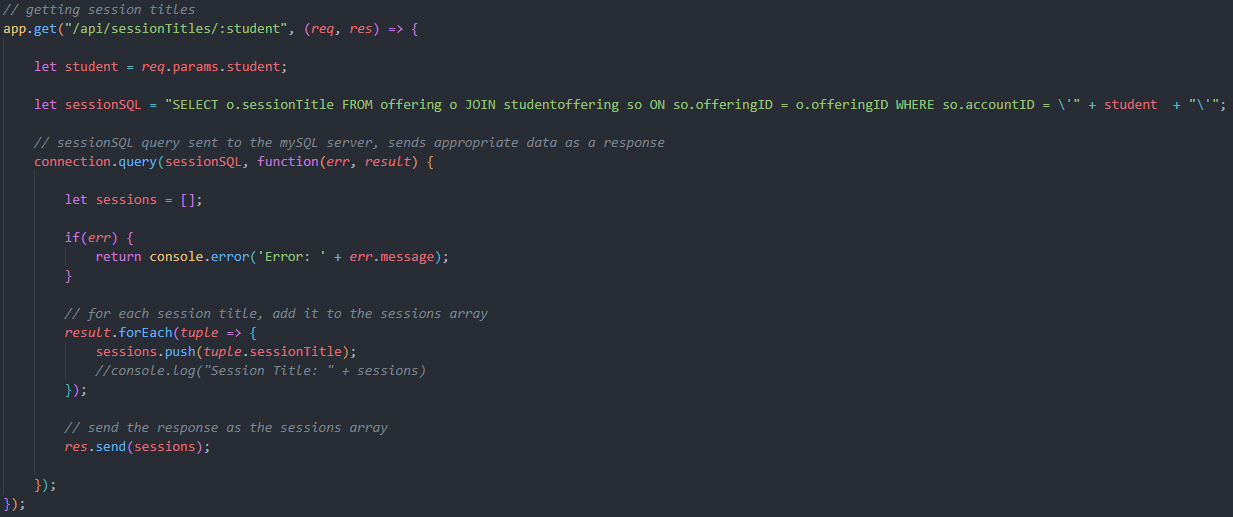 // getting session titles
app.get("/api/sessionTitles/:student", (req, res) => {
let student = req.params.student;
let sessionSQL = "SELECT o.sessionTitle FROM offering o JOIN studentoffering so ON so.offeringID = o.offeringID WHERE so.accountID = \'" + student  + "\'";
// sessionSQL query sent to the mySQL server, sends appropriate data as a response
connection.query(sessionSQL, function(err, result) {
let sessions = [];
if(err) {
return console.error('Error: ' + err.message);
}
// for each session title, add it to the sessions array
result.forEach(tuple => {
sessions.push(tuple.sessionTitle);
//console.log("Session Title: " + sessions)
});
// send the response as the sessions array
res.send(sessions);
});
});